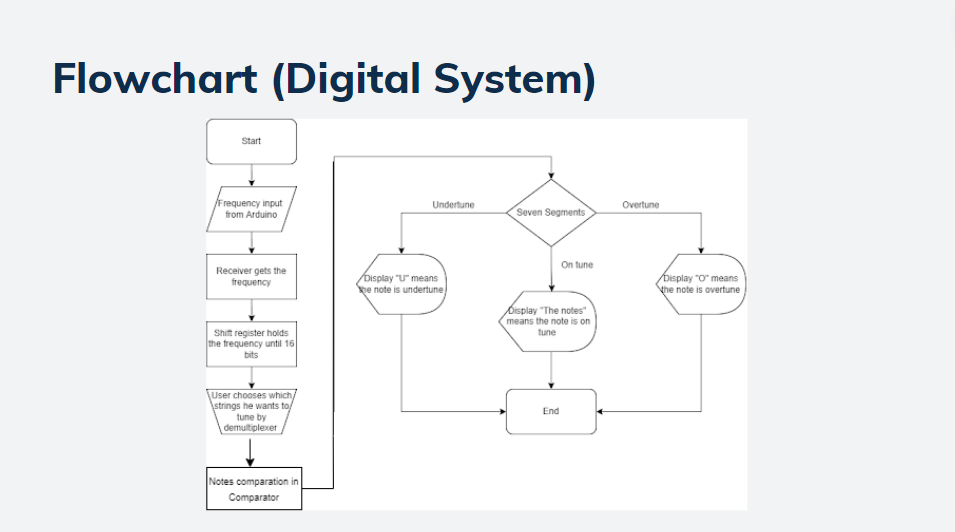 Flowchart (Digital System)
Start
Frequency input
from Arduino
Receiver gets the
frequency
Shift register holds
the frequency until 16
bits
User chooses which
strings he wants to
tune by
demultiplexer
Notes comparation in
Comparator
Seven Segments
Undertune
Overtune
On tune
Display "U" means
the note is undertune
Display "The notes"
means the note is on
tune
Display "O" means
the note is overtune
End